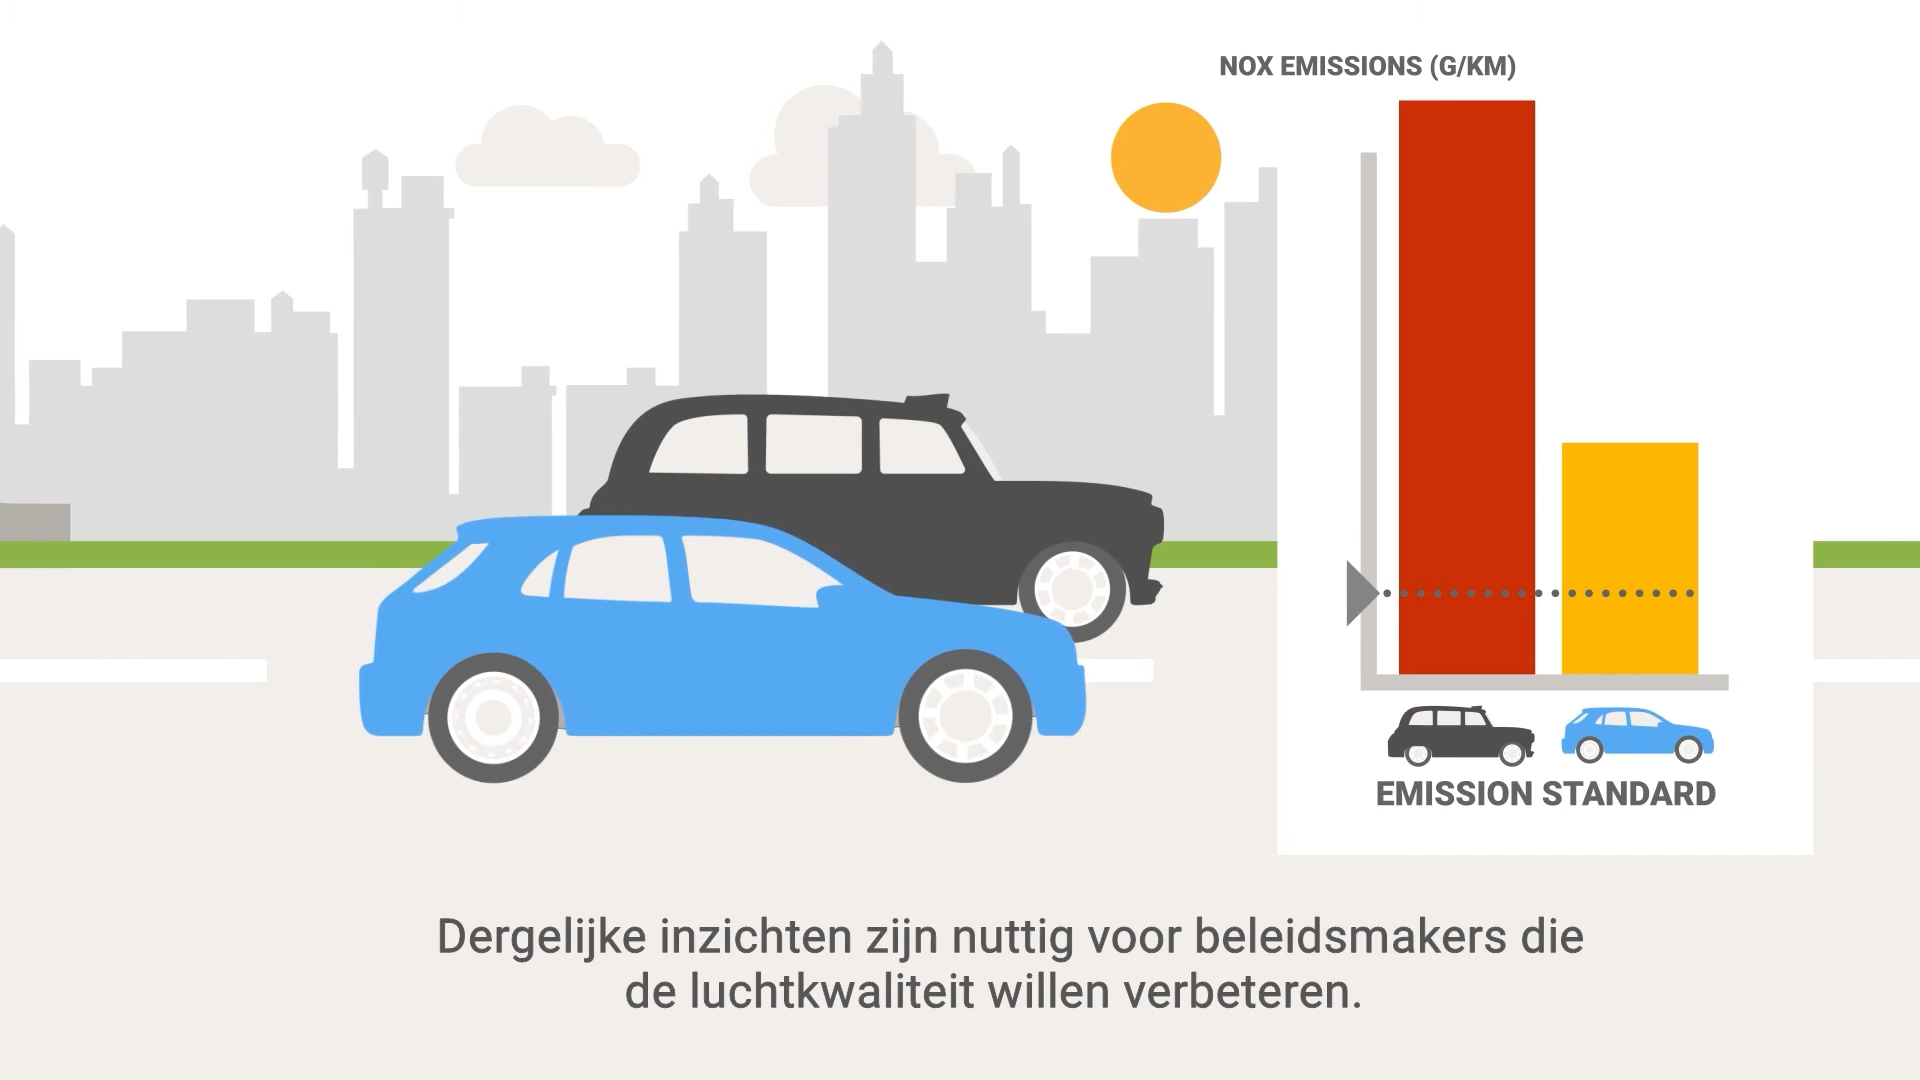 NOX EMISSIONS (G/KM)
EMISSION STANDARD
Dergelijke inzichten zijn nuttig voor beleidsmakers die
de luchtkwaliteit willen verbeteren.